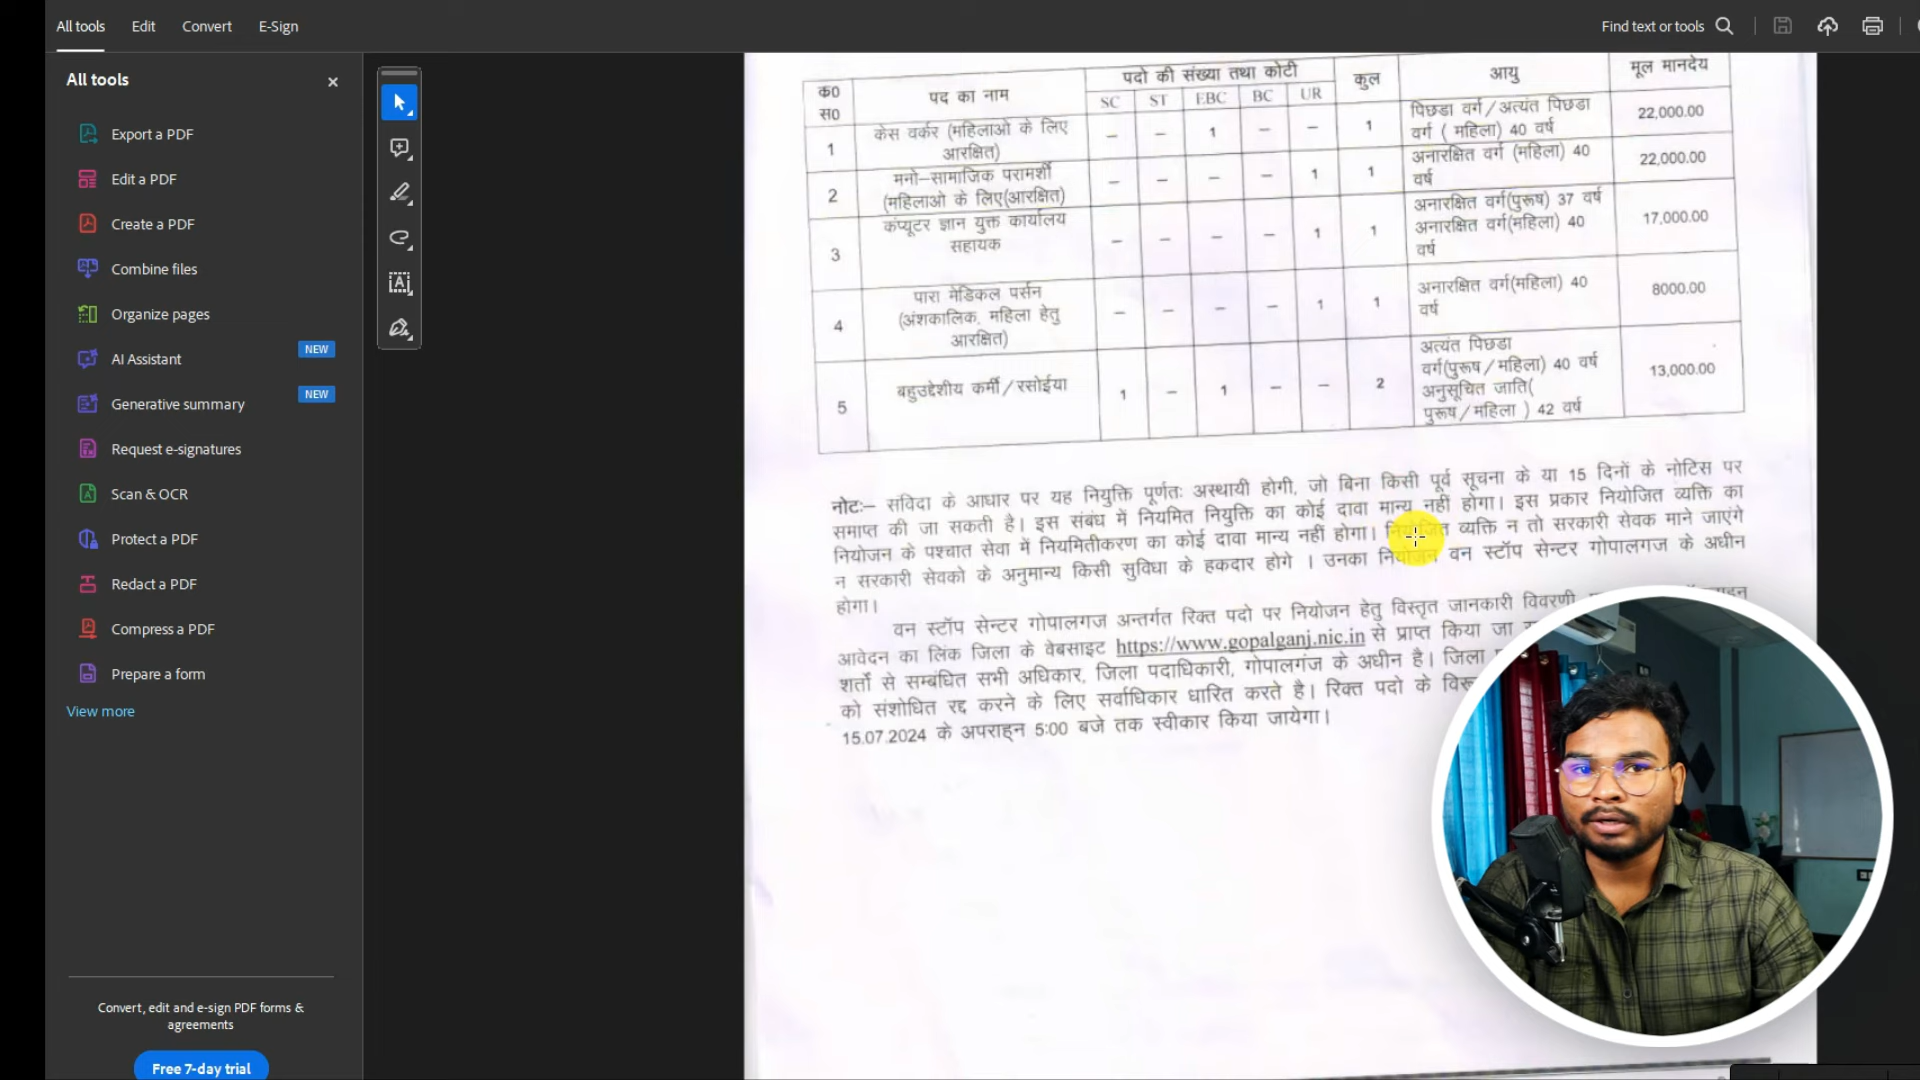 All tools Edit Convert E-Sign Find text or tools
All tools
Export a PDF
Edit a PDF
Create a PDF
Combine files
Organize pages
AI Assistant NEW
Generative summary NEW
Request e-signatures
Scan & OCR
Protect a PDF
Redact a PDF
Compress a PDF
Prepare a form
View more
Convert, edit and e-sign PDF forms &
agreements
Free 7-day trial
क0 स0 पद का नाम पदो की संख्या तथा कोटी कुल आयु मूल मानदेय
SC ST EBC BC UR
1 केस वर्कर (महिलाओ के लिए आरक्षित) – – 1 – – 1 पिछडा वर्ग/अत्यंत पिछडा वर्ग ( महिला) 40 वर्ष 22,000.00
2 मनो–सामाजिक परामर्शी (महिलाओ के लिए(आरक्षित) – – – – 1 1 अनारक्षित वर्ग (महिला) 40 वर्ष 22,000.00
3 कंप्यूटर ज्ञान युक्त कार्यालय सहायक – – – – 1 1 अनारक्षित वर्ग(पुरूष) 37 वर्ष अनारक्षित वर्ग(महिला) 40 वर्ष 17,000.00
4 पारा मेडिकल पर्सन (अंशकालिक, महिला हेतु आरक्षित) – – – – 1 1 अनारक्षित वर्ग(महिला) 40 वर्ष 8000.00
5 बहुउद्देशीय कर्मी/रसोईया 1 – 1 – – 2 अत्यंत पिछडा वर्ग(पुरूष/महिला) 40 वर्ष अनुसूचित जाति( पुरूष/महिला ) 42 वर्ष 13,000.00
नोटः– संविदा के आधार पर यह नियुक्ति पूर्णतः अस्थायी होगी, जो बिना किसी पूर्व सूचना के या 15 दिनों के नोटिस पर
समाप्त की जा सकती है। इस संबंध में नियमित नियुक्ति का कोई दावा मान्य नहीं होगा। इस प्रकार नियोजित व्यक्ति का
नियोजन के पश्चात सेवा में नियमितीकरण का कोई दावा मान्य नहीं होगा। नियोजित व्यक्ति न तो सरकारी सेवक माने जाएंगे
न सरकारी सेवको के अनुमान्य किसी सुविधा के हकदार होगे । उनका नियोजन वन स्टॉप सेन्टर गोपालगज के अधीन
होगा।
वन स्टॉप सेन्टर गोपालगज अन्तर्गत रिक्त पदो पर नियोजन हेतु विस्तृत जानकारी विवरणी
आवेदन का लिंक जिला के वेबसाइट https://www.gopalganj.nic.in से प्राप्त किया जा
शर्तो से सम्बंधित सभी अधिकार, जिला पदाधिकारी, गोपालगंज के अधीन है। जिला
को संशोधित रद्द करने के लिए सर्वाधिकार धारित करते है। रिक्त पदो के
15.07.2024 के अपराह्न 5:00 बजे तक स्वीकार किया जायेगा।